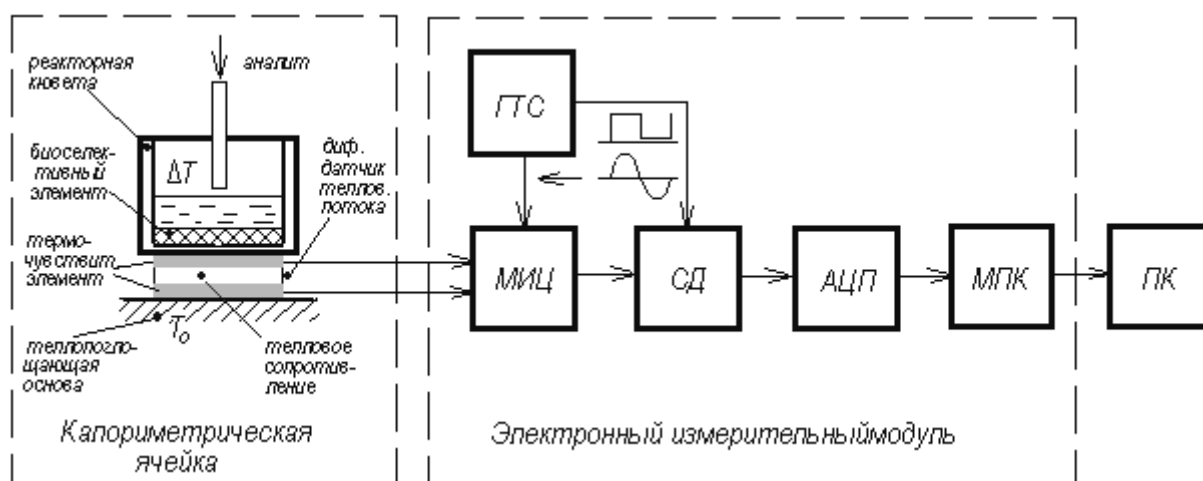 реакторная
кювета
аналит
биоселек-
тивный
элемент
ΔT
диф.
датчик
теплов.
потока
термо-
чувствит.
элемент
T₀
теплопогло-
щающая
основа
тепловое
сопротив-
ление
Калориметрическая
ячейка
ГТС
МИЦ
СД
АЦП
МПК
ПК
Электронный измерительныймодуль